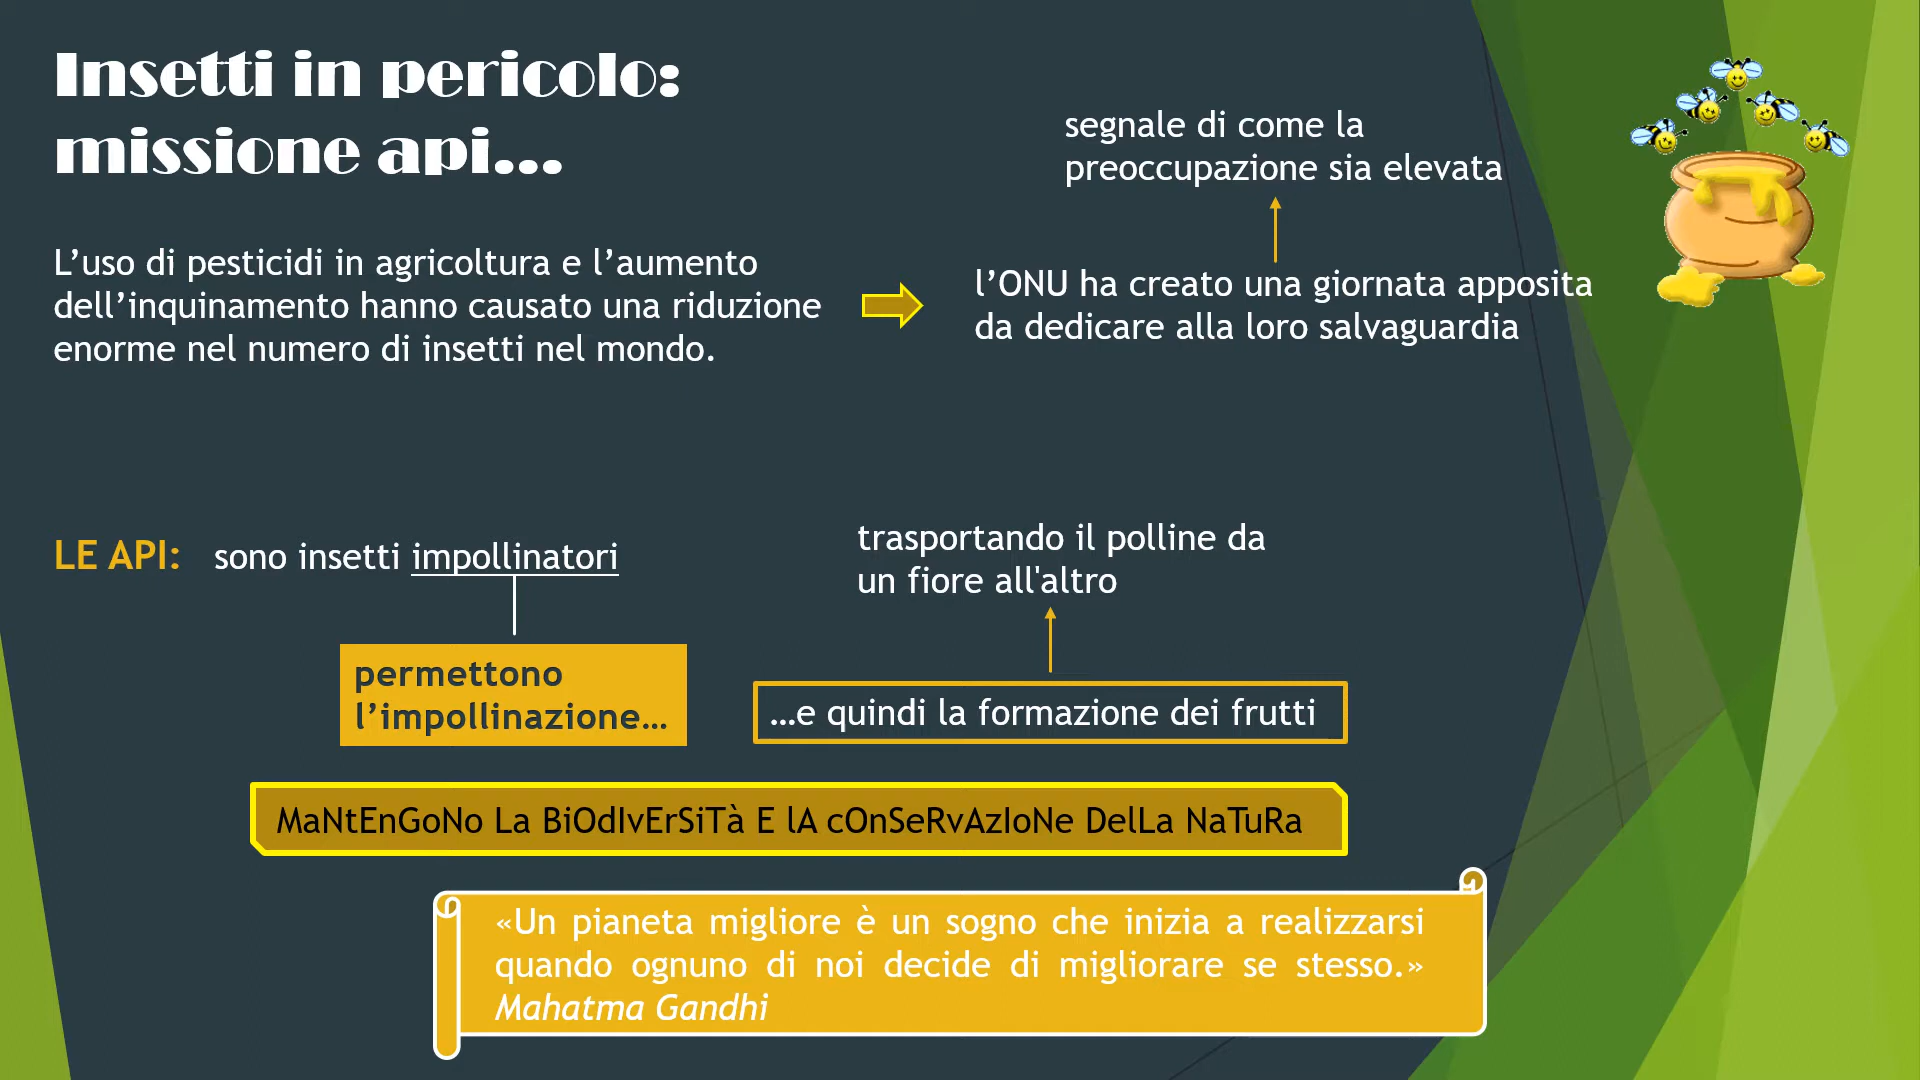 Insetti in pericolo:
missione api...
segnale di come la
preoccupazione sia elevata
L’uso di pesticidi in agricoltura e l’aumento
dell’inquinamento hanno causato una riduzione
enorme nel numero di insetti nel mondo.
l’ONU ha creato una giornata apposita
da dedicare alla loro salvaguardia
LE API: sono insetti impollinatori
trasportando il polline da
un fiore all'altro
permettono
l’impollinazione…
…e quindi la formazione dei frutti
MaNtEnGoNo La BiOdIvErSiTà E lA cOnSeRvAzIoNe DelLa NaTuRa
«Un pianeta migliore è un sogno che inizia a realizzarsi
quando ognuno di noi decide di migliorare se stesso.»
Mahatma Gandhi